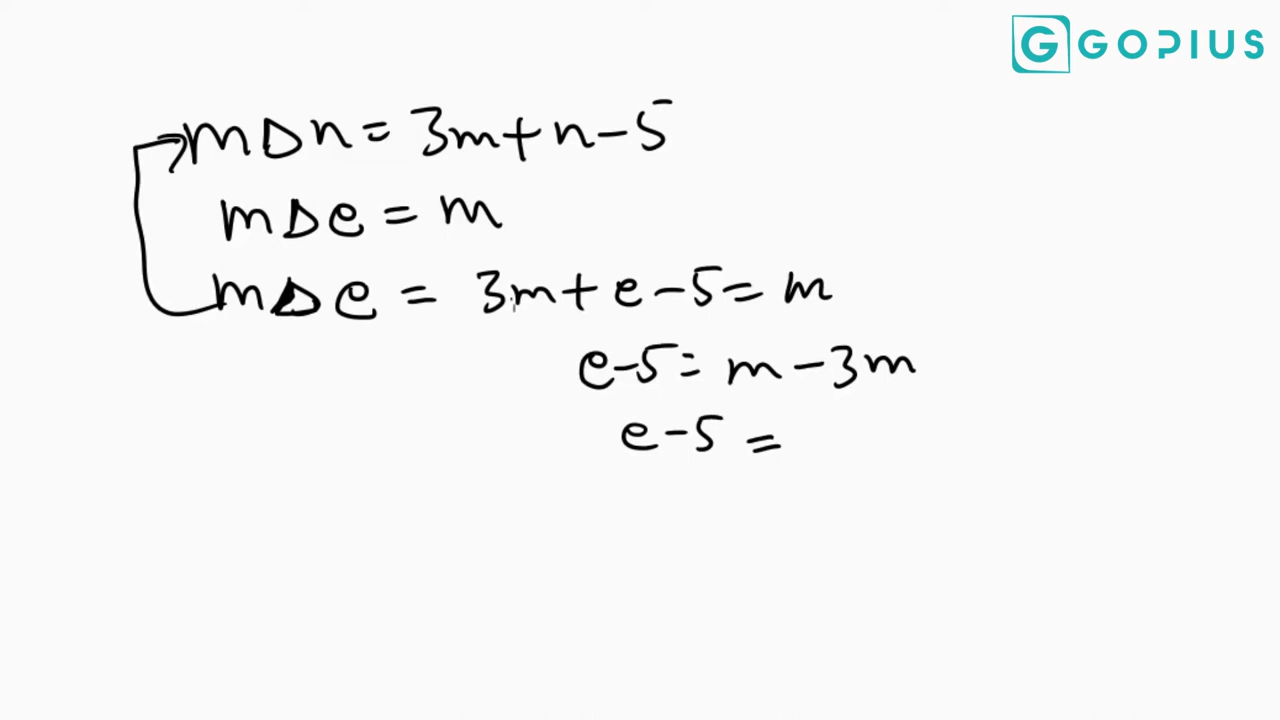 GOPIUS
m∆n = 3m+n-5
m∆e = m
m∆e = 3m+e-5=m
e-5= m-3m
e-5 =